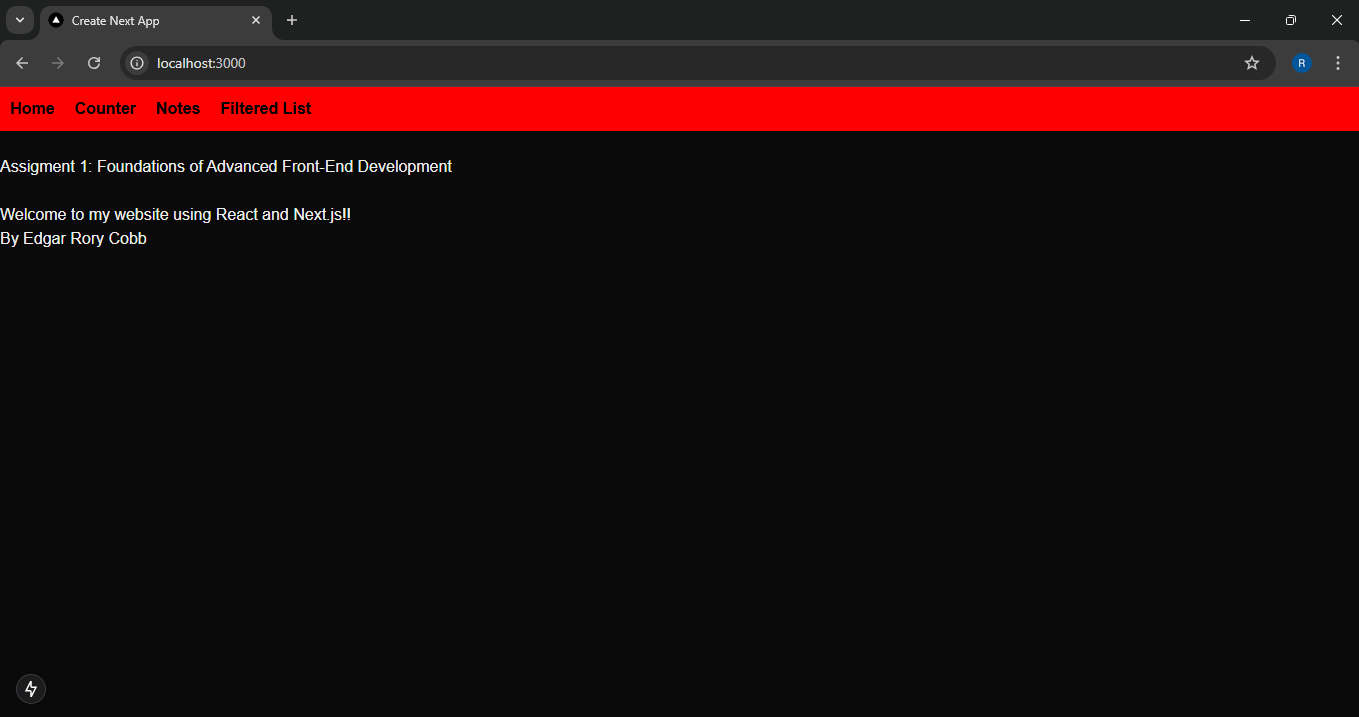 Create Next App
localhost:3000
R
Home Counter Notes Filtered List
Assigment 1: Foundations of Advanced Front-End Development
Welcome to my website using React and Next.js!!
By Edgar Rory Cobb